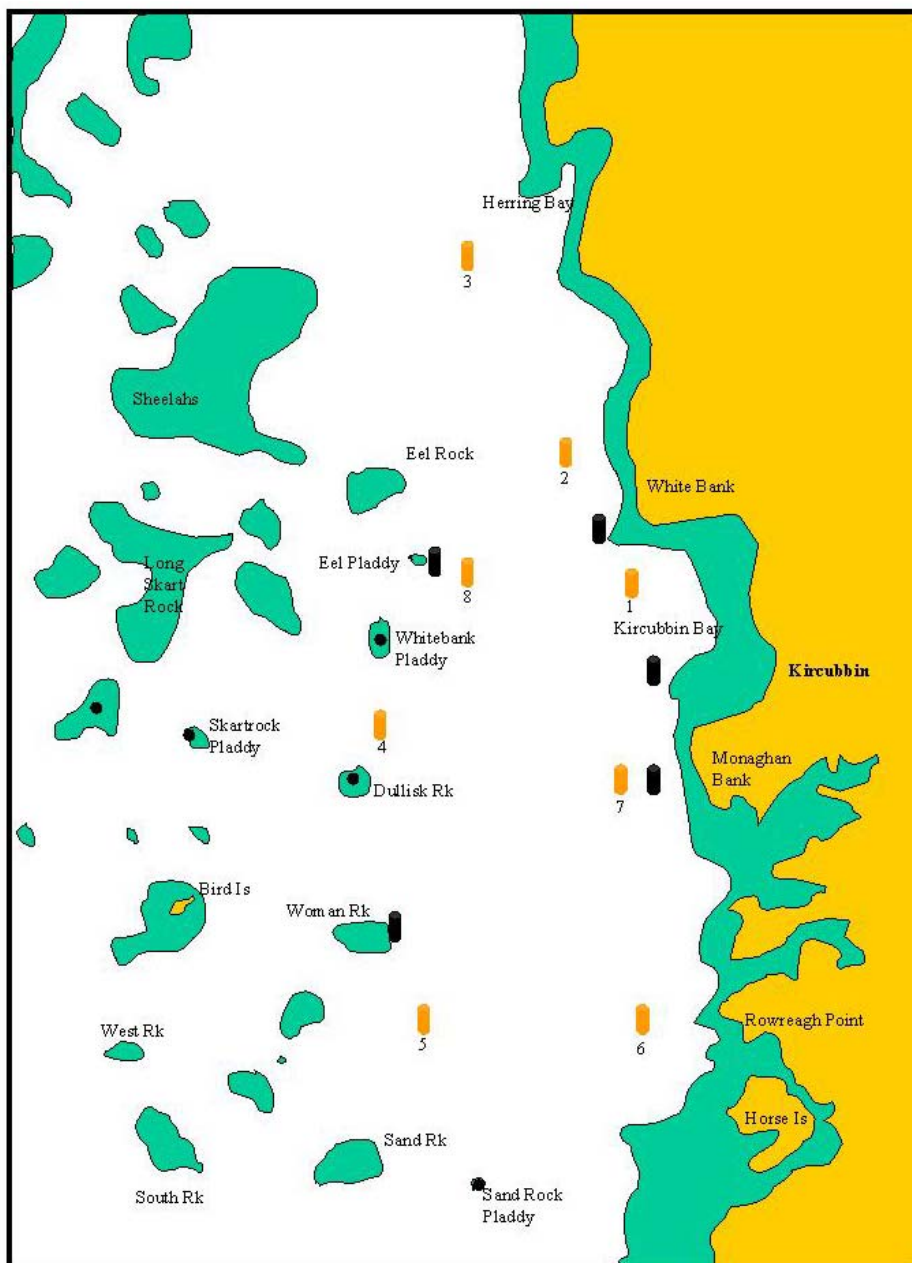 Herring Bay
3
Sheelahs
Eel Rock
2
White Bank
Long
Skart
Rock
Eel Pladdy
8
1
Kircubbin Bay
Whitebank
Pladdy
Kircubbin
Skartrock
Pladdy
4
Monaghan
Bank
Dullisk Rk
7
Bird Is
Woman Rk
West Rk
5
6
Rowreagh Point
Horse Is
Sand Rk
South Rk
Sand Rock
Pladdy